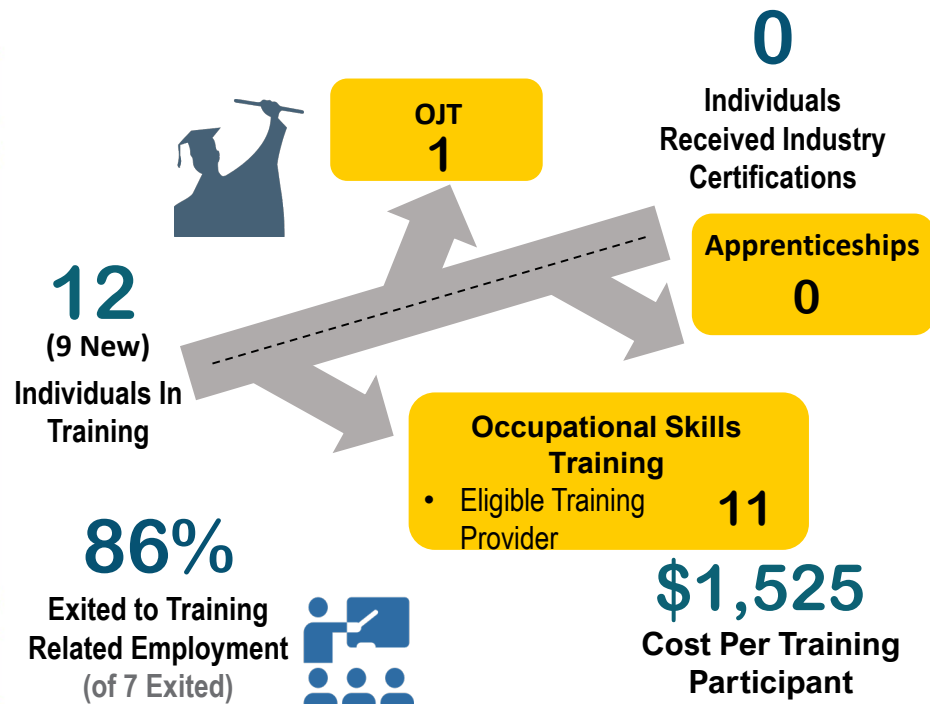 0
Individuals
Received Industry
Certifications
OJT
1
Apprenticeships
0
12
(9 New)
Individuals In
Training
Occupational Skills
Training
• Eligible Training
Provider
11
86%
Exited to Training
Related Employment
(of 7 Exited)
$1,525
Cost Per Training
Participant